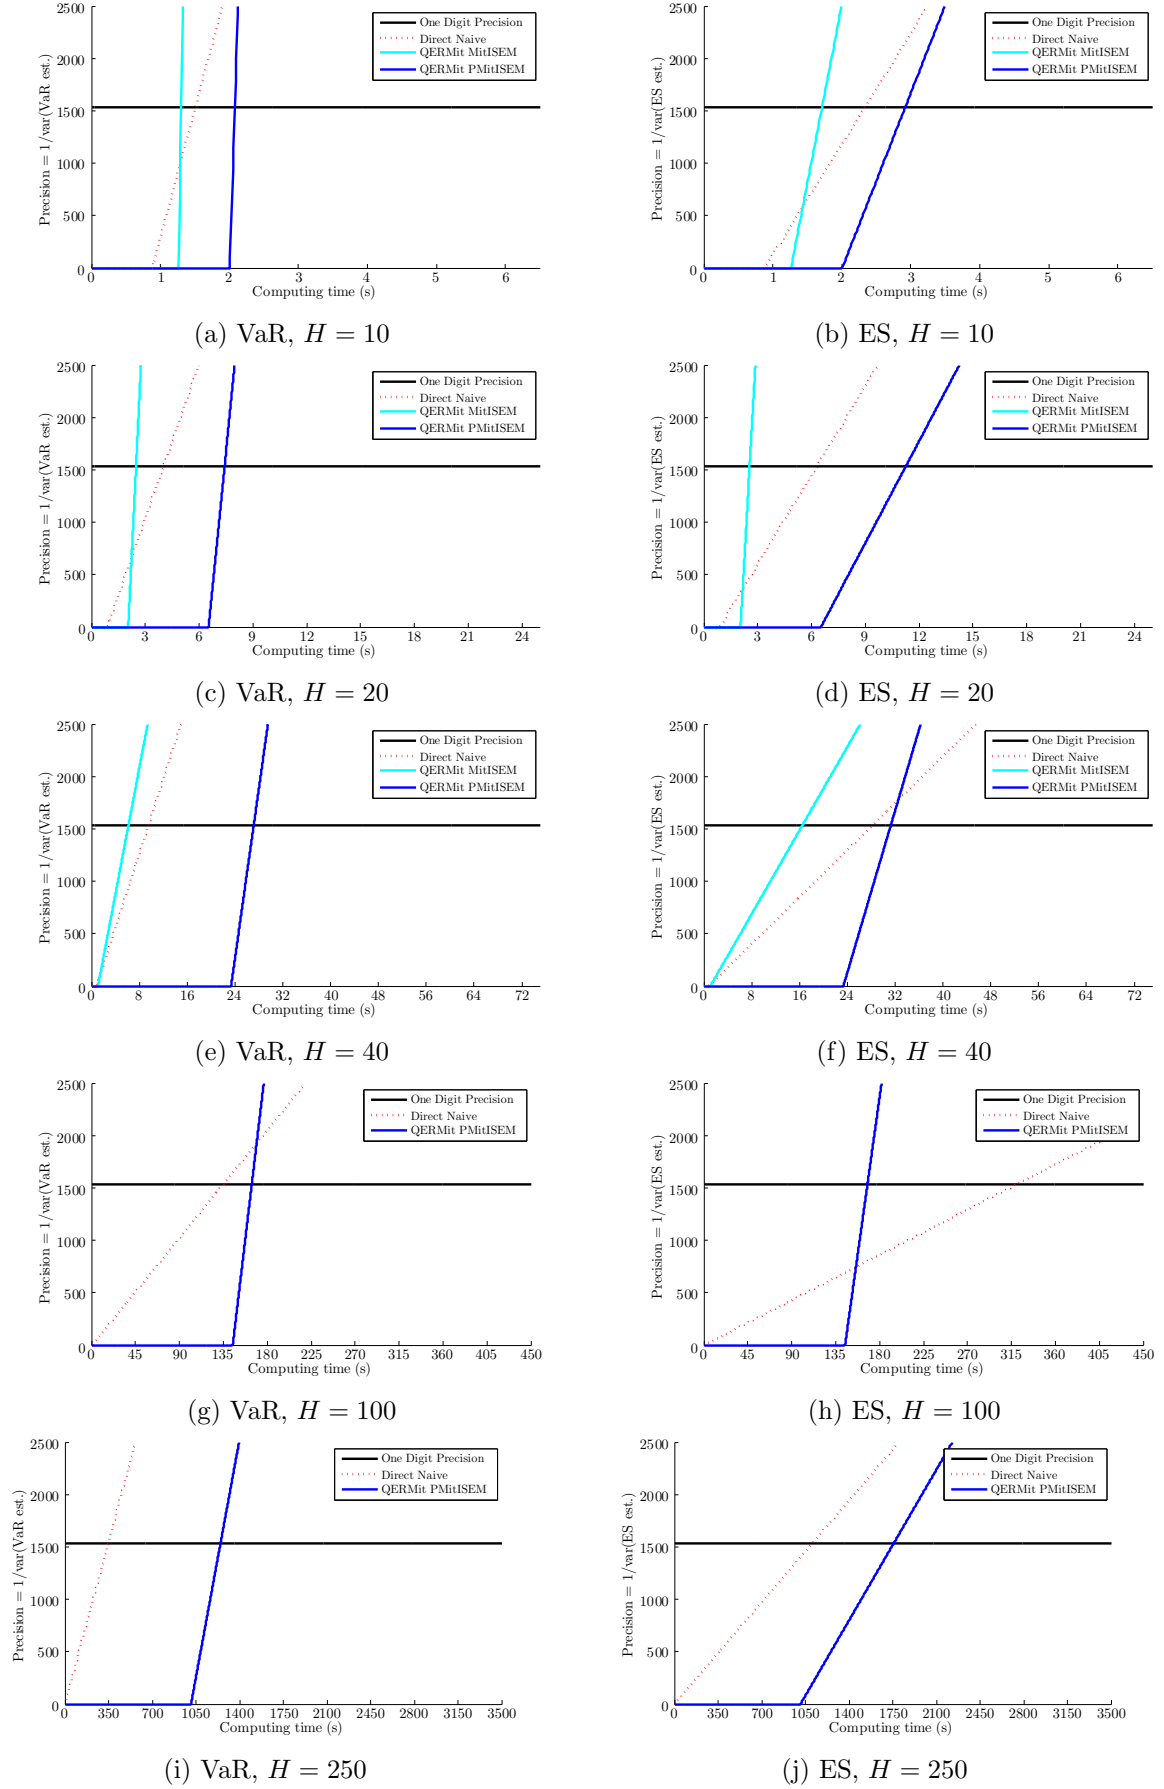 2500
2000
1500
1000
500
0
Precision = 1/var(VaR est.)
One Digit Precision
Direct Naive
QERMit MitISEM
QERMit PMitISEM
0 1 2 3 4 5 6
Computing time (s)
(a) VaR, H = 10
2500
2000
1500
1000
500
0
Precision = 1/var(ES est.)
One Digit Precision
Direct Naive
QERMit MitISEM
QERMit PMitISEM
0 1 2 3 4 5 6
Computing time (s)
(b) ES, H = 10
2500
2000
1500
1000
500
0
Precision = 1/var(VaR est.)
One Digit Precision
Direct Naive
QERMit MitISEM
QERMit PMitISEM
0 3 6 9 12 15 18 21 24
Computing time (s)
(c) VaR, H = 20
2500
2000
1500
1000
500
0
Precision = 1/var(ES est.)
One Digit Precision
Direct Naive
QERMit MitISEM
QERMit PMitISEM
0 3 6 9 12 15 18 21 24
Computing time (s)
(d) ES, H = 20
2500
2000
1500
1000
500
0
Precision = 1/var(VaR est.)
One Digit Precision
Direct Naive
QERMit MitISEM
QERMit PMitISEM
0 8 16 24 32 40 48 56 64 72
Computing time (s)
(e) VaR, H = 40
2500
2000
1500
1000
500
0
Precision = 1/var(ES est.)
One Digit Precision
Direct Naive
QERMit MitISEM
QERMit PMitISEM
0 8 16 24 32 40 48 56 64 72
Computing time (s)
(f) ES, H = 40
2500
2000
1500
1000
500
0
Precision = 1/var(VaR est.)
One Digit Precision
Direct Naive
QERMit PMitISEM
0 45 90 135 180 225 270 315 360 405 450
Computing time (s)
(g) VaR, H = 100
2500
2000
1500
1000
500
0
Precision = 1/var(ES est.)
One Digit Precision
Direct Naive
QERMit PMitISEM
0 45 90 135 180 225 270 315 360 405 450
Computing time (s)
(h) ES, H = 100
2500
2000
1500
1000
500
0
Precision = 1/var(VaR est.)
One Digit Precision
Direct Naive
QERMit PMitISEM
0 350 700 1050 1400 1750 2100 2450 2800 3150 3500
Computing time (s)
(i) VaR, H = 250
2500
2000
1500
1000
500
0
Precision = 1/var(ES est.)
One Digit Precision
Direct Naive
QERMit PMitISEM
0 350 700 1050 1400 1750 2100 2450 2800 3150 3500
Computing time (s)
(j) ES, H = 250